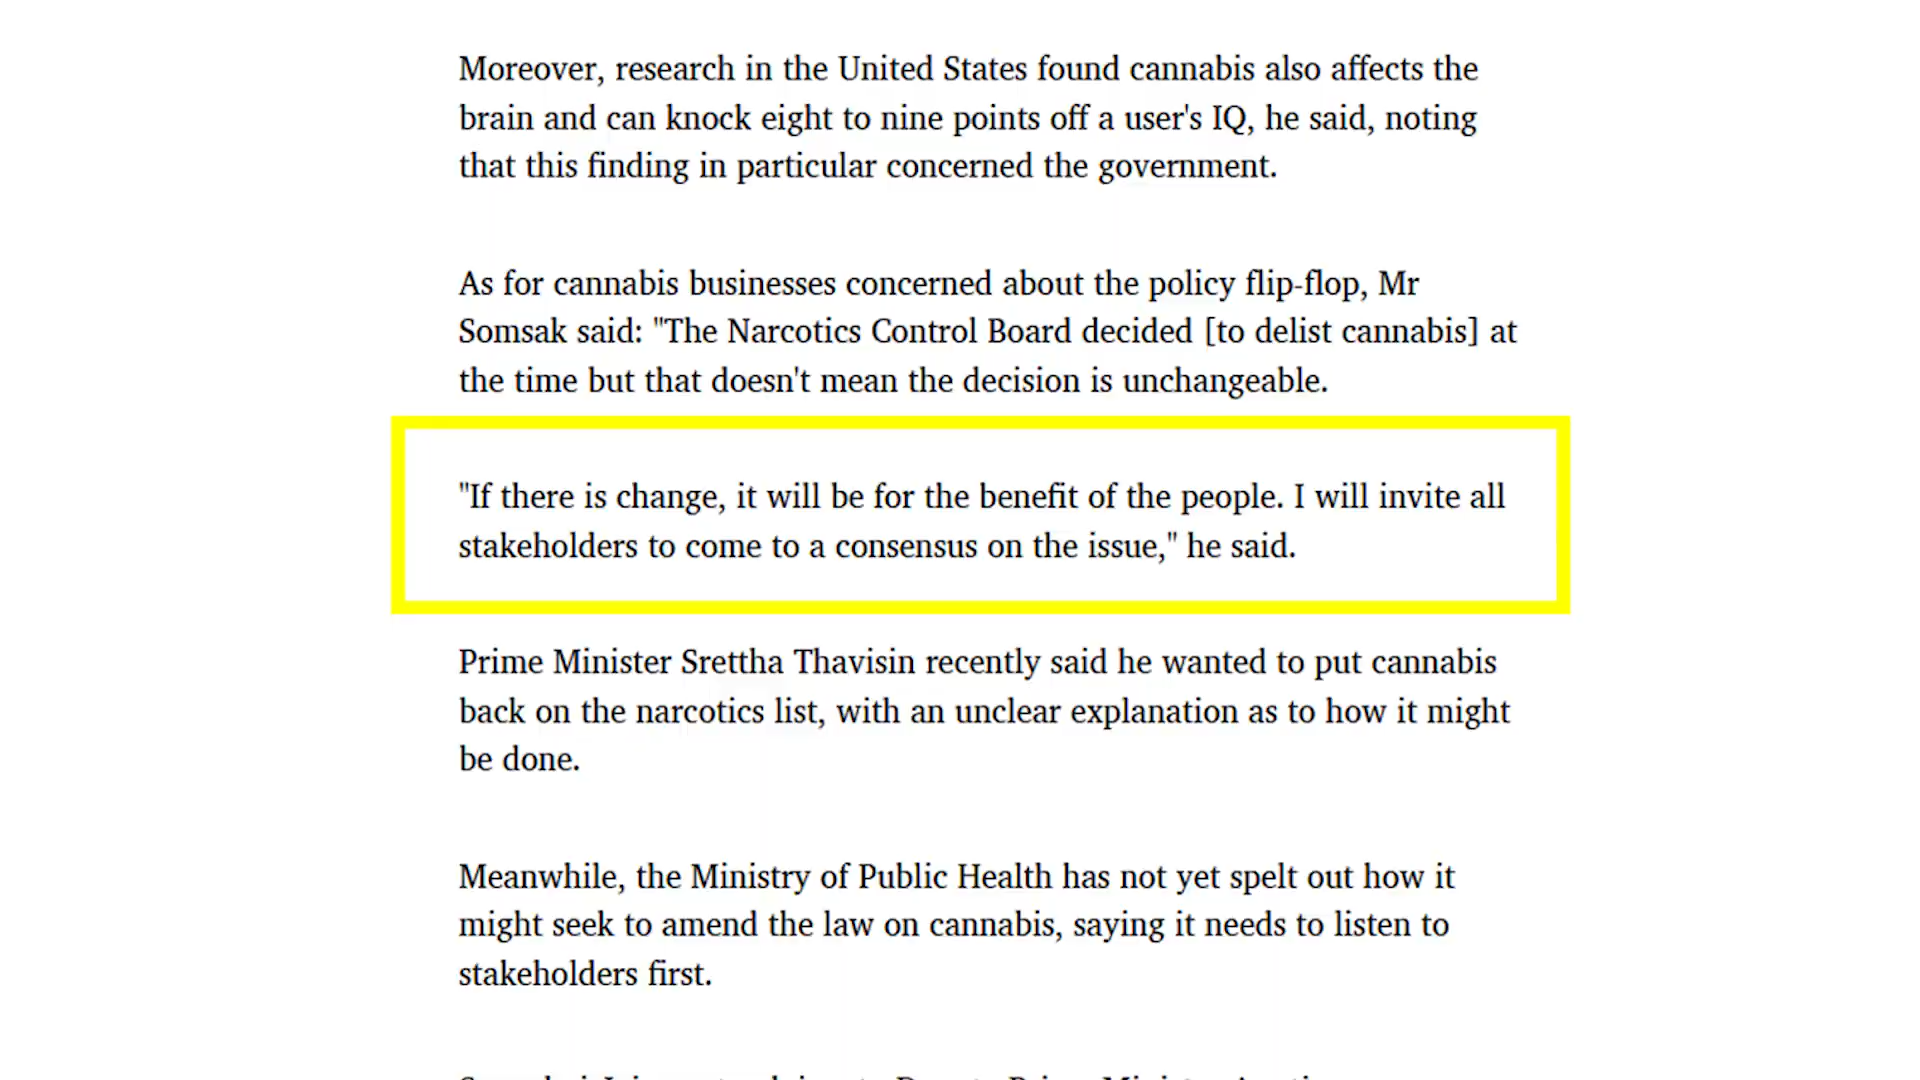 Moreover, research in the United States found cannabis also affects the
brain and can knock eight to nine points off a user's IQ, he said, noting
that this finding in particular concerned the government.
As for cannabis businesses concerned about the policy flip-flop, Mr
Somsak said: "The Narcotics Control Board decided [to delist cannabis] at
the time but that doesn't mean the decision is unchangeable.
"If there is change, it will be for the benefit of the people. I will invite all
stakeholders to come to a consensus on the issue," he said.
Prime Minister Srettha Thavisin recently said he wanted to put cannabis
back on the narcotics list, with an unclear explanation as to how it might
be done.
Meanwhile, the Ministry of Public Health has not yet spelt out how it
might seek to amend the law on cannabis, saying it needs to listen to
stakeholders first.